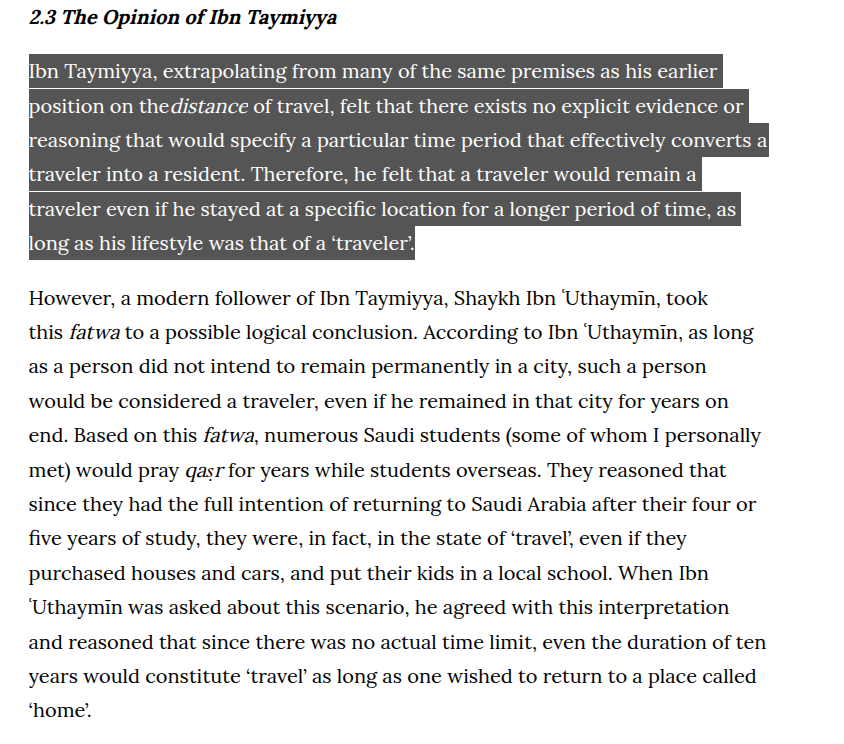 2.3 The Opinion of Ibn Taymiyya
Ibn Taymiyya, extrapolating from many of the same premises as his earlier
position on thedistance of travel, felt that there exists no explicit evidence or
reasoning that would specify a particular time period that effectively converts a
traveler into a resident. Therefore, he felt that a traveler would remain a
traveler even if he stayed at a specific location for a longer period of time, as
long as his lifestyle was that of a ‘traveler’.
However, a modern follower of Ibn Taymiyya, Shaykh Ibn ʿUthaymīn, took
this fatwa to a possible logical conclusion. According to Ibn ʿUthaymīn, as long
as a person did not intend to remain permanently in a city, such a person
would be considered a traveler, even if he remained in that city for years on
end. Based on this fatwa, numerous Saudi students (some of whom I personally
met) would pray qaṣr for years while students overseas. They reasoned that
since they had the full intention of returning to Saudi Arabia after their four or
five years of study, they were, in fact, in the state of ‘travel’, even if they
purchased houses and cars, and put their kids in a local school. When Ibn
ʿUthaymīn was asked about this scenario, he agreed with this interpretation
and reasoned that since there was no actual time limit, even the duration of ten
years would constitute ‘travel’ as long as one wished to return to a place called
‘home’.